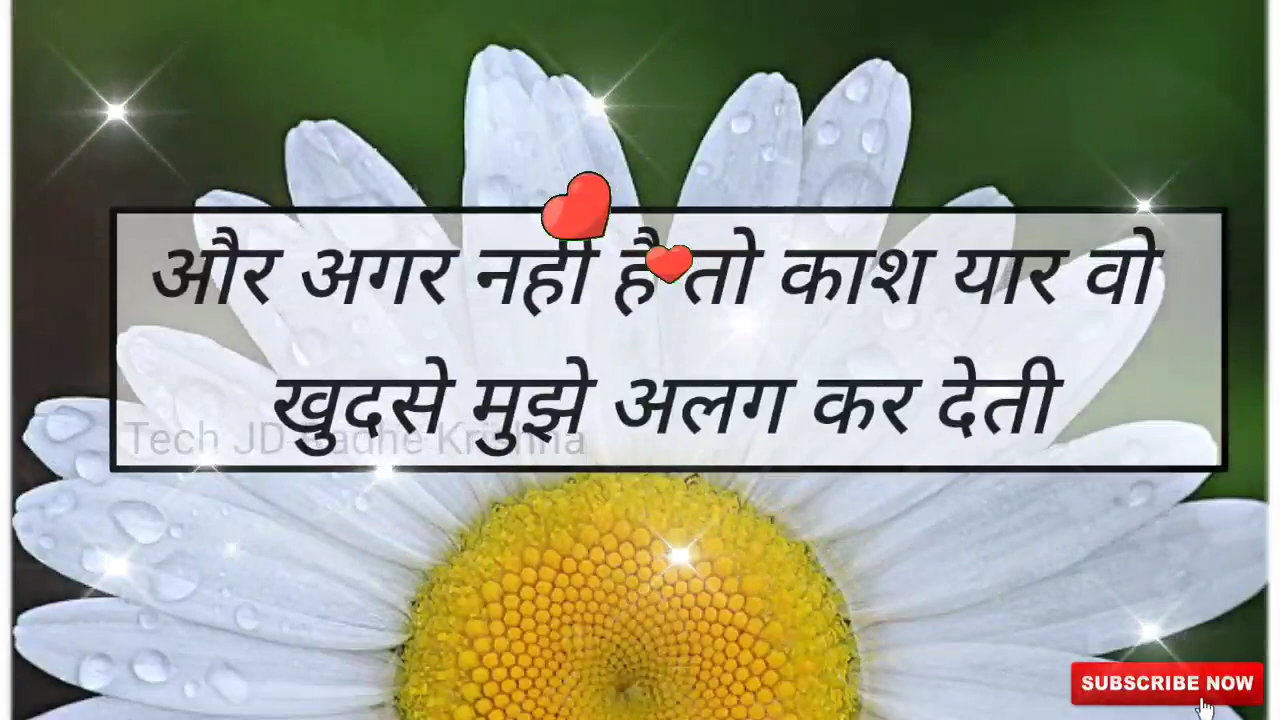 और अगर नहीं है तो काश यार वो
खुदसे मुझे अलग कर देती
Tech JD Radhe Krishna
SUBSCRIBE NOW